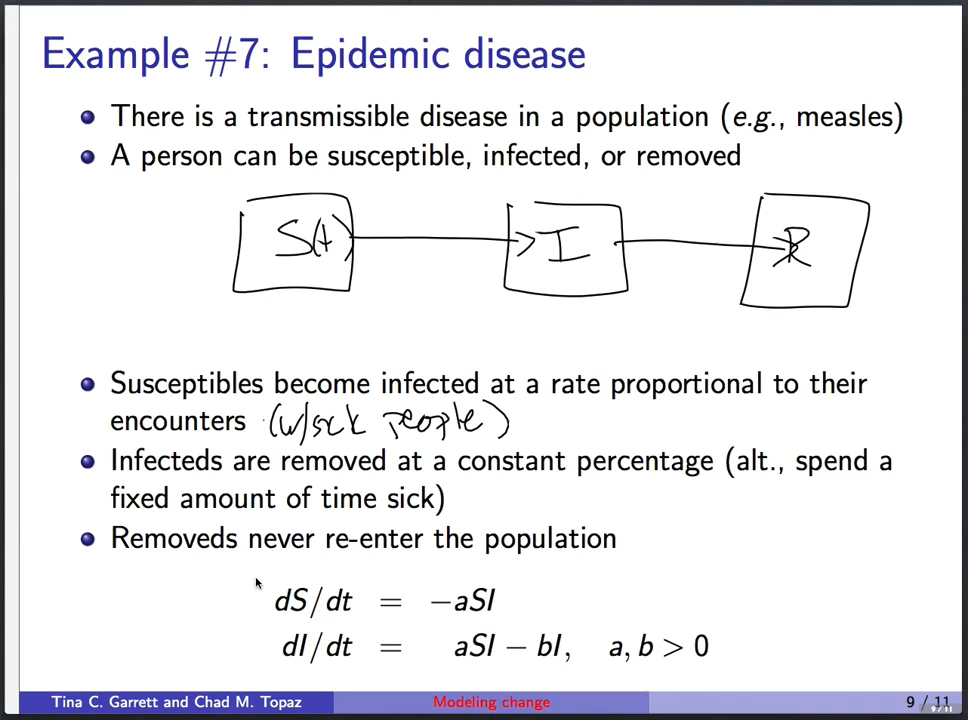 Example #7: Epidemic disease
There is a transmissible disease in a population (e.g., measles)
A person can be susceptible, infected, or removed
S(t) I R
Susceptibles become infected at a rate proportional to their
encounters (w/sick people)
Infecteds are removed at a constant percentage (alt., spend a
fixed amount of time sick)
Removeds never re-enter the population
dS/dt = −aSI
dI/dt = aSI − bI, a, b > 0
Tina C. Garrett and Chad M. Topaz Modeling change 9 / 11
9 / 11